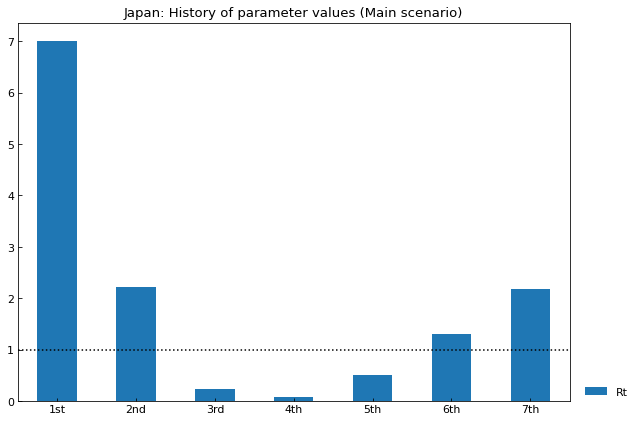 Japan: History of parameter values (Main scenario)
7
6
5
4
3
2
1
0
1st 2nd 3rd 4th 5th 6th 7th
Rt